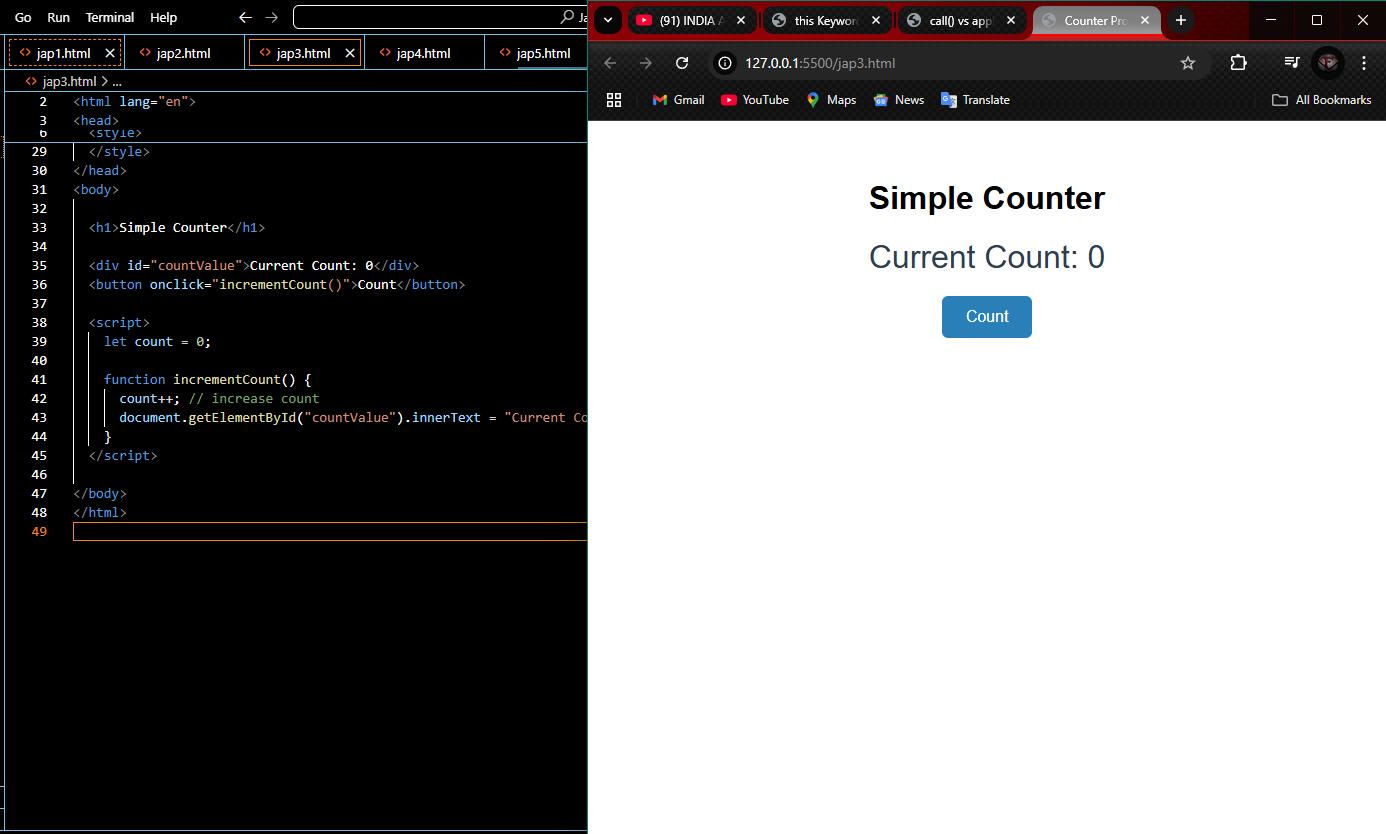 Go Run Terminal Help
jap1.html jap2.html jap3.html jap4.html jap5.html
jap3.html > ...
2 <html lang="en">
3 <head>
6 <style>
29 </style>
30 </head>
31 <body>
32
33 <h1>Simple Counter</h1>
34
35 <div id="countValue">Current Count: 0</div>
36 <button onclick="incrementCount()">Count</button>
37
38 <script>
39 let count = 0;
40
41 function incrementCount() {
42 count++; // increase count
43 document.getElementById("countValue").innerText = "Current Co
44 }
45 </script>
46
47 </body>
48 </html>
49
(91) INDIA A this Keywor call() vs app Counter Pro
127.0.0.1:5500/jap3.html
Gmail YouTube Maps News Translate All Bookmarks
Simple Counter
Current Count: 0
Count